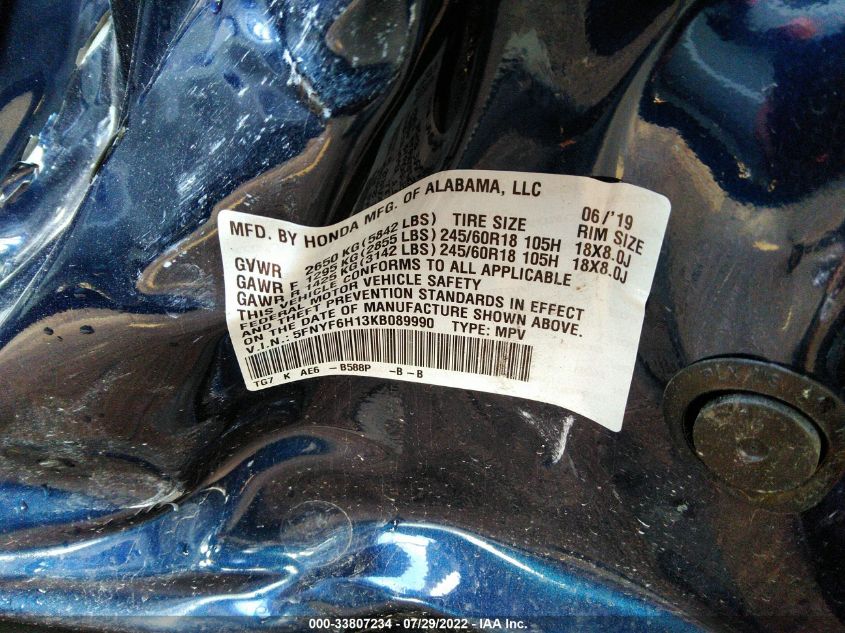 MFD. BY HONDA MFG. OF ALABAMA, LLC 06/'19
GVWR 2650 KG (5842 LBS) TIRE SIZE RIM SIZE
GAWR F 1295 KG (2855 LBS) 245/60R18 105H 18X8.0J
GAWR R 1425 KG (3142 LBS) 245/60R18 105H 18X8.0J
THIS VEHICLE CONFORMS TO ALL APPLICABLE
FEDERAL MOTOR VEHICLE SAFETY
AND THEFT PREVENTION STANDARDS IN EFFECT
ON THE DATE OF MANUFACTURE SHOWN ABOVE.
V.I.N.: 5FNYF6H13KB089990 TYPE: MPV
TG7 K AE6 - B588P - B - B
000-33807234 - 07/29/2022 - IAA Inc.